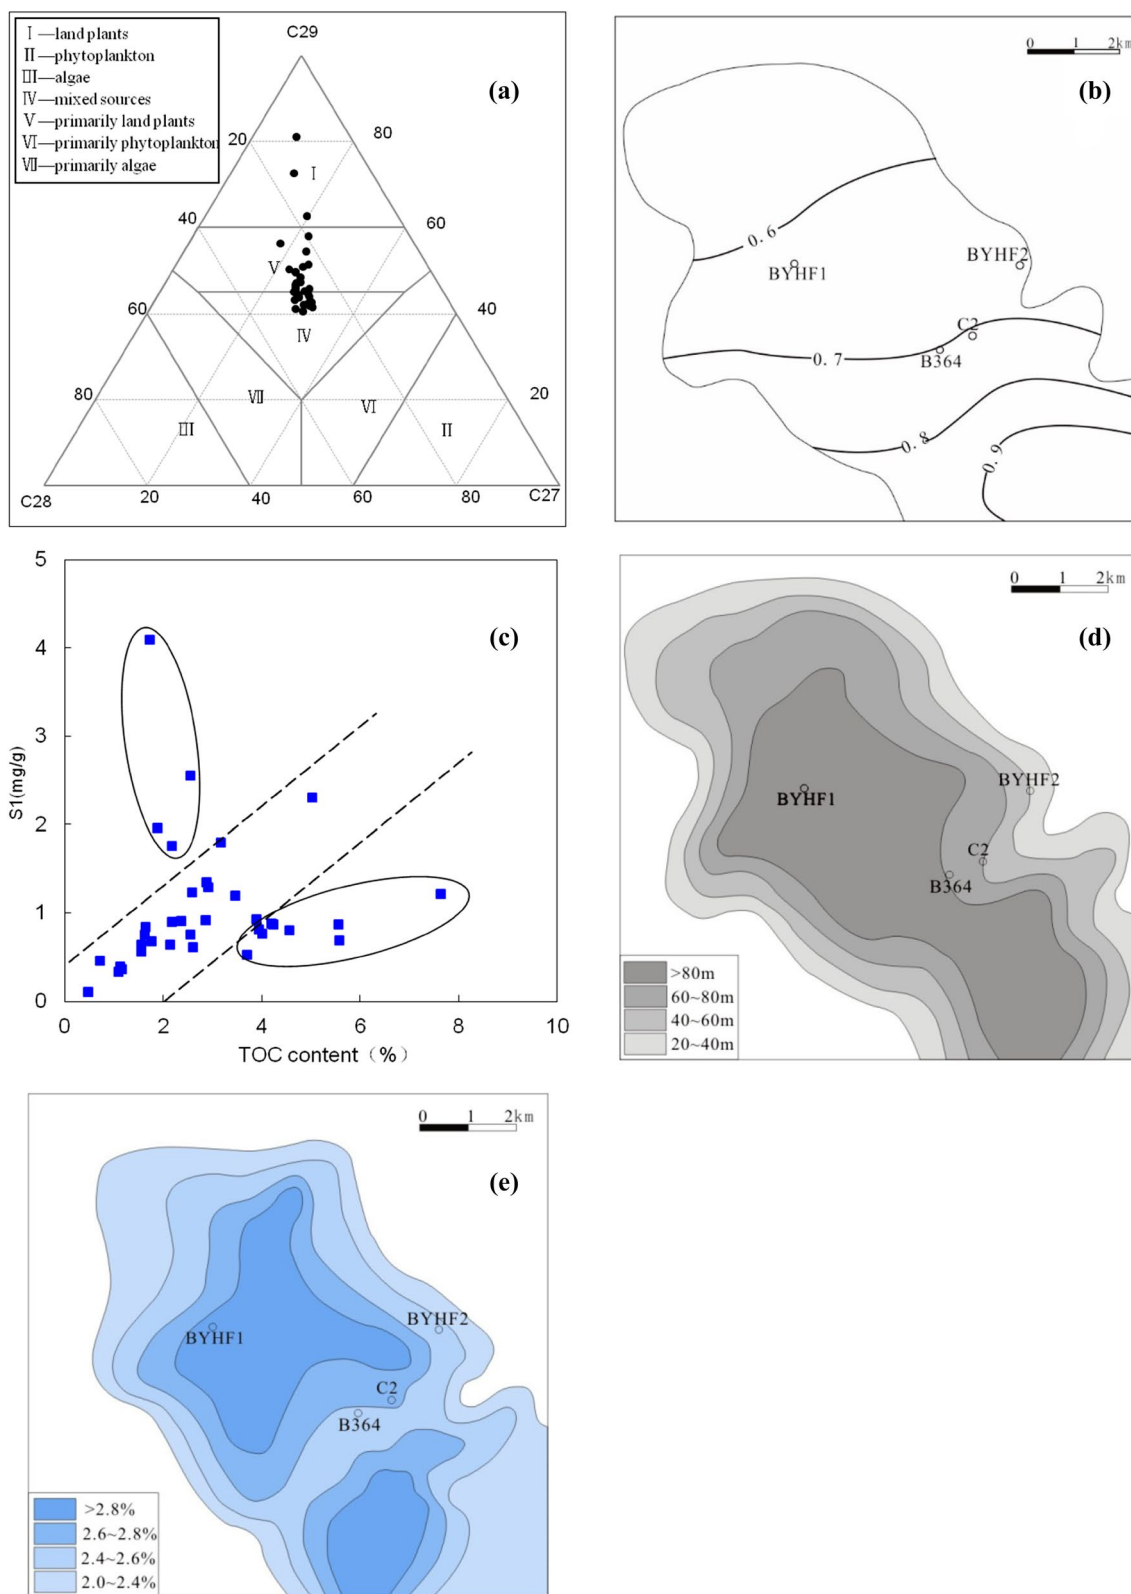 Ⅰ—land plants
Ⅱ—phytoplankton
Ⅲ—algae
Ⅳ—mixed sources
Ⅴ—primarily land plants
Ⅵ—primarily phytoplankton
Ⅶ—primarily algae
C29
(a)
20
80
Ⅰ
40
60
Ⅴ
60
40
Ⅳ
80
20
Ⅶ
Ⅵ
Ⅲ
Ⅱ
C28
20
40
60
80
C27
0 1 2km
(b)
0.6
BYHF1
BYHF2
C2
B364
0.7
0.8
0.9
5
4
3
2
1
0
(c)
S1(mg/g)
0 2 4 6 8 10
TOC content（%）
0 1 2km
(d)
BYHF2
BYHF1
C2
B364
>80m
60~80m
40~60m
20~40m
0 1 2km
(e)
BYHF2
BYHF1
C2
B364
>2.8%
2.6~2.8%
2.4~2.6%
2.0~2.4%